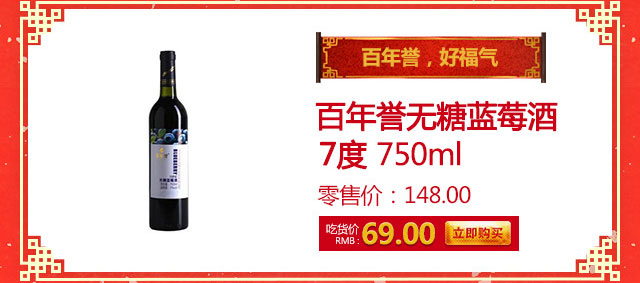 百年誉，好福气
百年誉无糖蓝莓酒
7度 750ml
零售价：148.00
吃货价
RMB：69.00 立即购买
BLUEBERRY